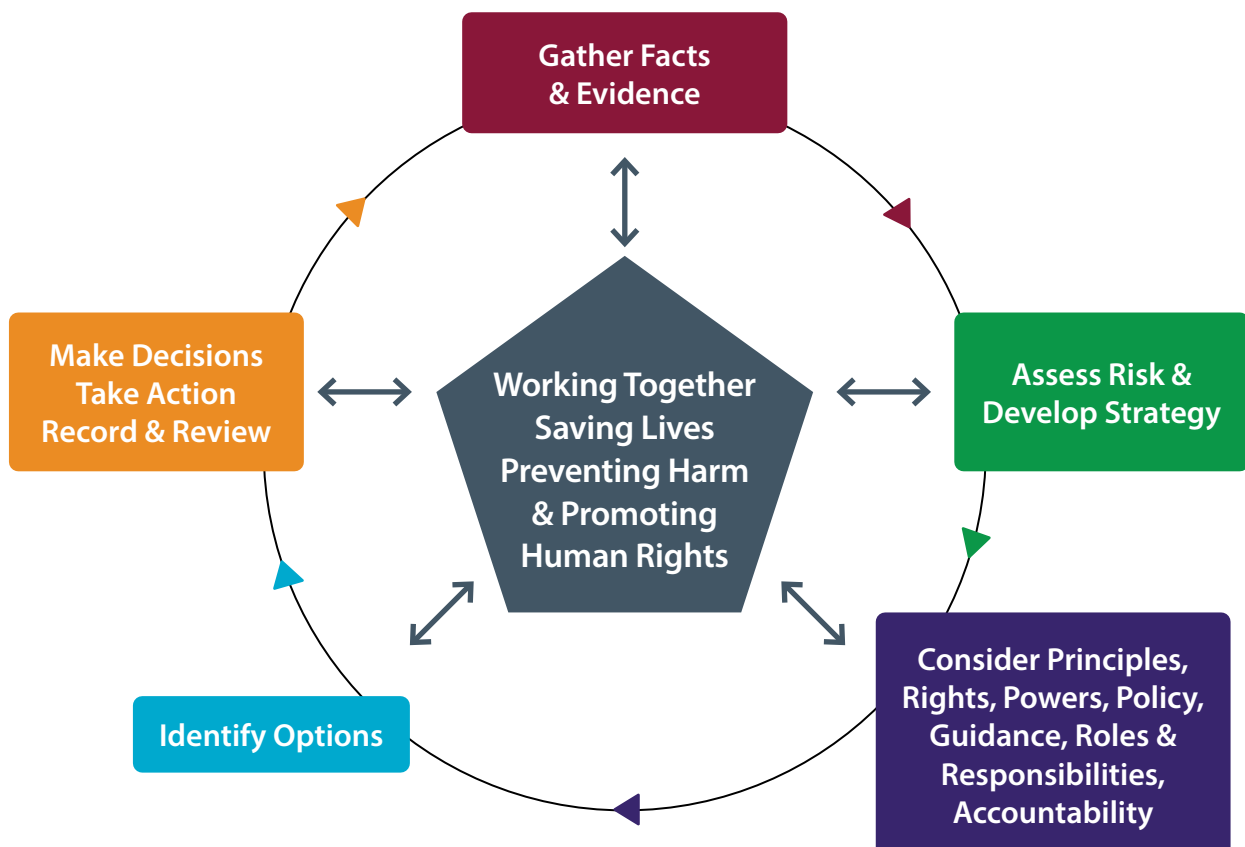 Gather Facts
& Evidence
Make Decisions
Take Action
Record & Review
Working Together
Saving Lives
Preventing Harm
& Promoting
Human Rights
Assess Risk &
Develop Strategy
Consider Principles,
Rights, Powers, Policy,
Guidance, Roles &
Responsibilities,
Accountability
Identify Options